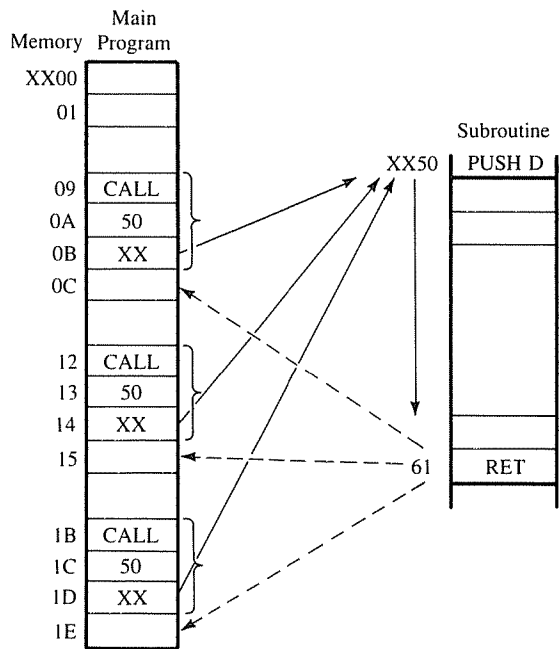 Memory
Main
Program
XX00
01
09 CALL
0A 50
0B XX
0C
12 CALL
13 50
14 XX
15
1B CALL
1C 50
1D XX
1E
Subroutine
XX50 PUSH D
61 RET